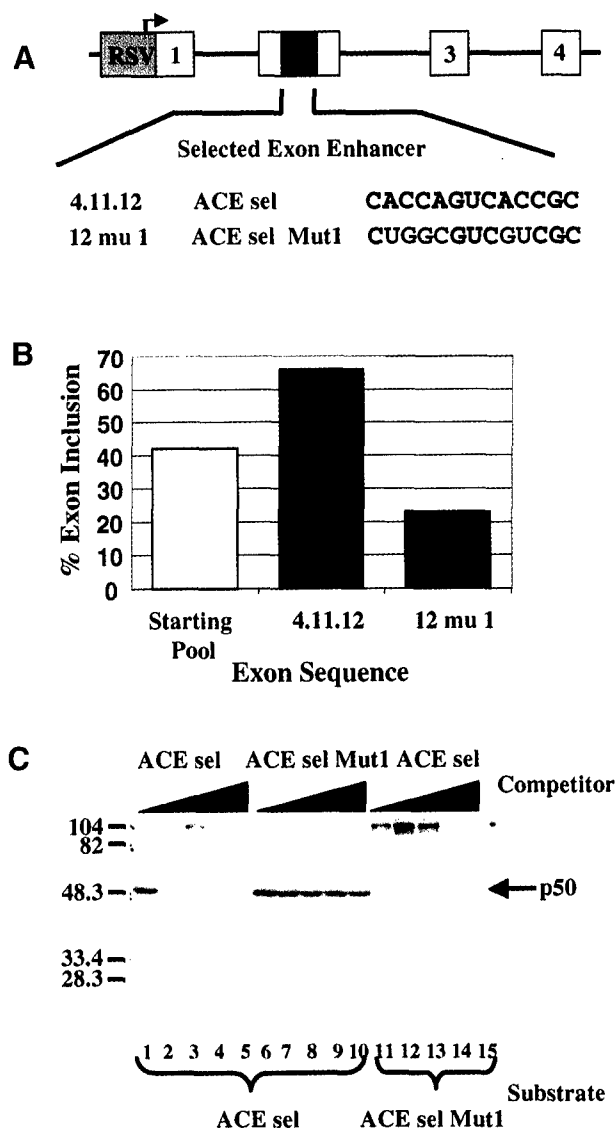 A
RSV 1 3 4
Selected Exon Enhancer
4.11.12 ACE sel CACCAGUCACCGC
12 mu 1 ACE sel Mut1 CUGGCGUCGUCGC
B
% Exon Inclusion
70
60
50
40
30
20
10
0
Starting Pool 4.11.12 12 mu 1
Exon Sequence
C
ACE sel ACE sel Mut1 ACE sel
Competitor
104
82
48.3
p50
33.4
28.3
1 2 3 4 5 6 7 8 9 10 11 12 13 14 15
Substrate
ACE sel ACE sel Mut1